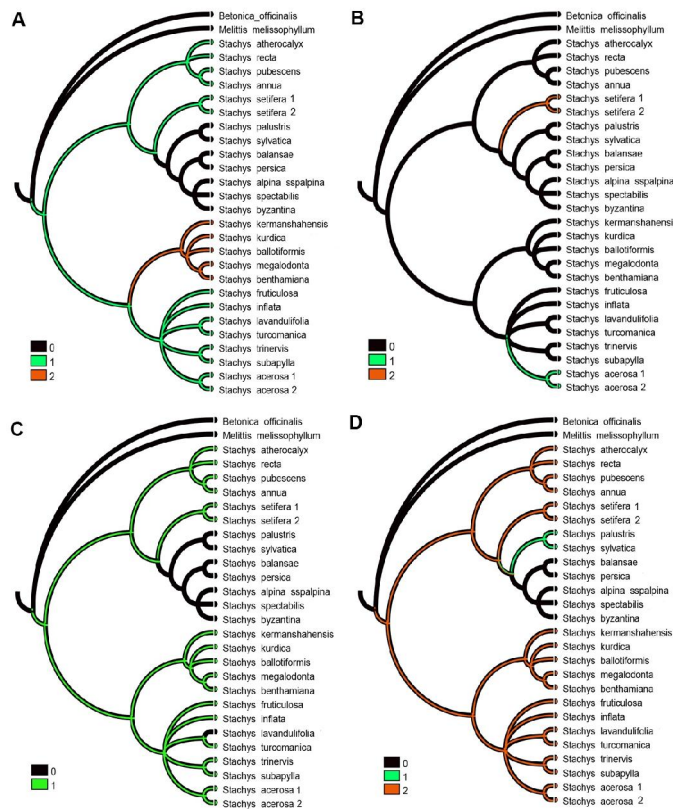 A
Betonica_officinalis
Melittis melissophyllum
Stachys atherocalyx
Stachys recta
Stachys pubescens
Stachys annua
Stachys setifera 1
Stachys setifera 2
Stachys palustris
Stachys sylvatica
Stachys balansae
Stachys persica
Stachys alpina sspalpina
Stachys spectabilis
Stachys byzantina
Stachys kermanshahensis
Stachys kurdica
Stachys ballotiformis
Stachys megalodonta
Stachys benthamiana
Stachys fruticulosa
Stachys inflata
Stachys lavandulifolia
Stachys turcomanica
Stachys trinervis
Stachys subapylla
Stachys acerosa 1
Stachys acerosa 2
0
1
2
B
Betonica officinalis
Melittis melissophyllum
Stachys atherocalyx
Stachys recta
Stachys pubescens
Stachys annua
Stachys setifera 1
Stachys setifera 2
Stachys palustris
Stachys sylvatica
Stachys balansae
Stachys persica
Stachys alpina sspalpina
Stachys spectabilis
Stachys byzantina
Stachys kermanshahensis
Stachys kurdica
Stachys ballotiformis
Stachys megalodonta
Stachys benthamiana
Stachys fruticulosa
Stachys inflata
Stachys lavandulifolia
Stachys turcomanica
Stachys trinervis
Stachys subapylla
Stachys acerosa 1
Stachys acerosa 2
0
1
2
C
Betonica officinalis
Melittis melissophyllum
Stachys atherocalyx
Stachys recta
Stachys pubescens
Stachys annua
Stachys setifera 1
Stachys setifera 2
Stachys palustris
Stachys sylvatica
Stachys balansae
Stachys persica
Stachys alpina sspalpina
Stachys spectabilis
Stachys byzantina
Stachys kermanshahensis
Stachys kurdica
Stachys ballotiformis
Stachys megalodonta
Stachys benthamiana
Stachys fruticulosa
Stachys inflata
Stachys lavandulifolia
Stachys turcomanica
Stachys trinervis
Stachys subapylla
Stachys acerosa 1
Stachys acerosa 2
0
1
D
Betonica officinalis
Melittis melissophyllum
Stachys atherocalyx
Stachys recta
Stachys pubescens
Stachys annua
Stachys setifera 1
Stachys setifera 2
Stachys palustris
Stachys sylvatica
Stachys balansae
Stachys persica
Stachys alpina sspalpina
Stachys spectabilis
Stachys byzantina
Stachys kermanshahensis
Stachys kurdica
Stachys ballotiformis
Stachys megalodonta
Stachys benthamiana
Stachys fruticulosa
Stachys inflata
Stachys lavandulifolia
Stachys turcomanica
Stachys trinervis
Stachys subapylla
Stachys acerosa 1
Stachys acerosa 2
0
1
2